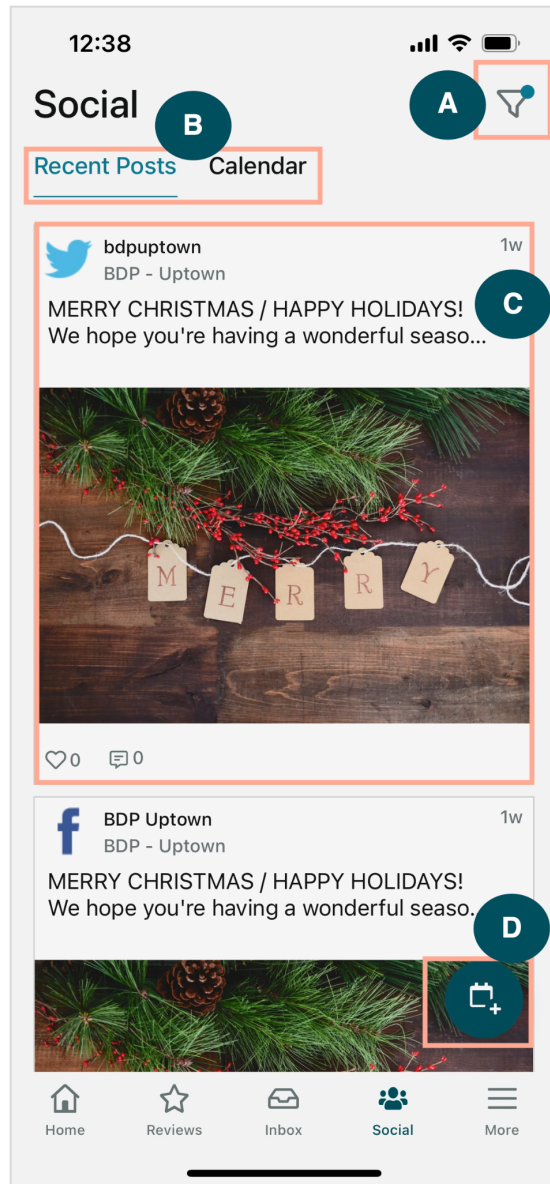 12:38
Social
A
B
Recent Posts Calendar
bdpuptown 1w
BDP - Uptown
C
MERRY CHRISTMAS / HAPPY HOLIDAYS!
We hope you're having a wonderful seaso...
M E R R Y
0 0
BDP Uptown 1w
BDP - Uptown
MERRY CHRISTMAS / HAPPY HOLIDAYS!
We hope you're having a wonderful seaso..
D
Home Reviews Inbox Social More